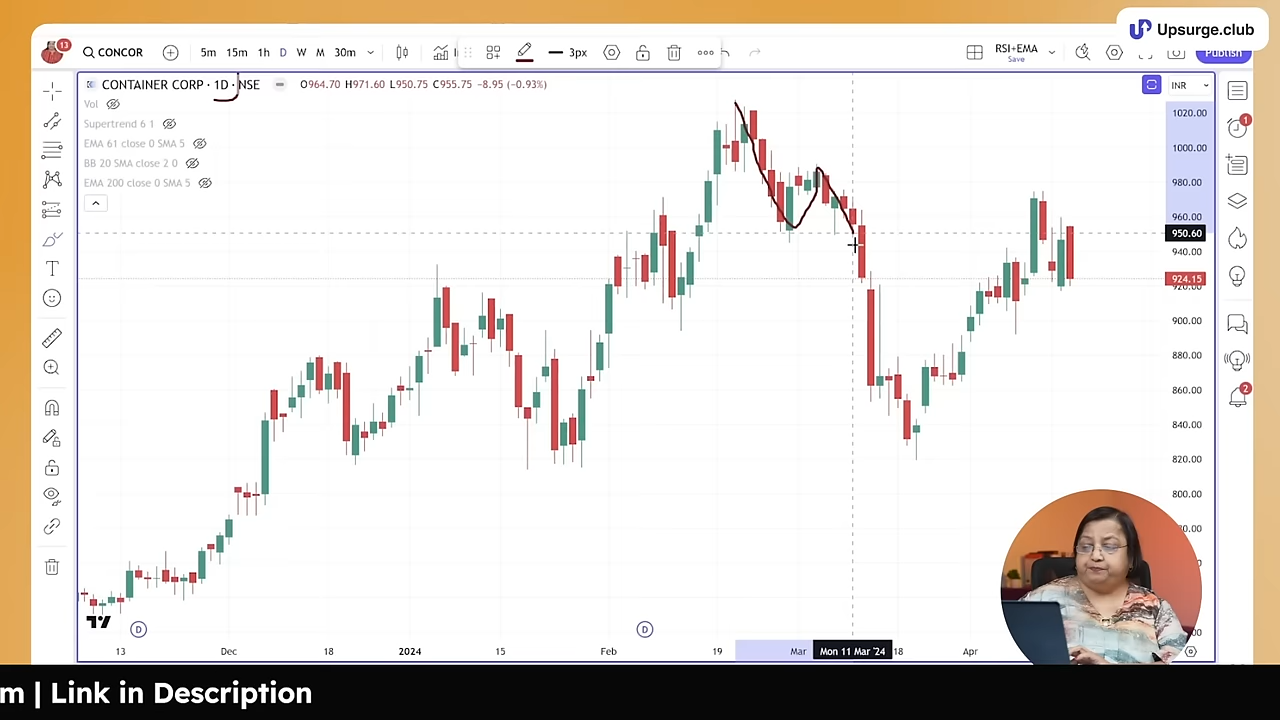 Upsurge.club
13
CONCOR
5m 15m 1h D W M 30m
3px
RSI+EMA
Save
Publish
CONTAINER CORP · 1D · NSE
O964.70 H971.60 L950.75 C955.75 −8.95 (−0.93%)
INR
Vol
Supertrend 6 1
EMA 61 close 0 SMA 5
BB 20 SMA close 2 0
EMA 200 close 0 SMA 5
1020.00
1000.00
980.00
960.00
950.60
940.00
924.15
920.00
900.00
880.00
860.00
840.00
820.00
800.00
1
2
D
D
13 Dec 18 2024 15 Feb 19 Mar Mon 11 Mar '24 18 Apr
m | Link in Description